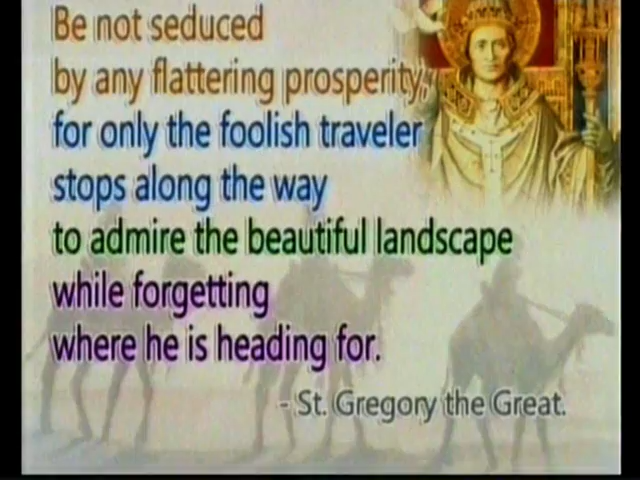 Be not seduced
by any flattering prosperity,
for only the foolish traveler
stops along the way
to admire the beautiful landscape
while forgetting
where he is heading for.
- St. Gregory the Great.